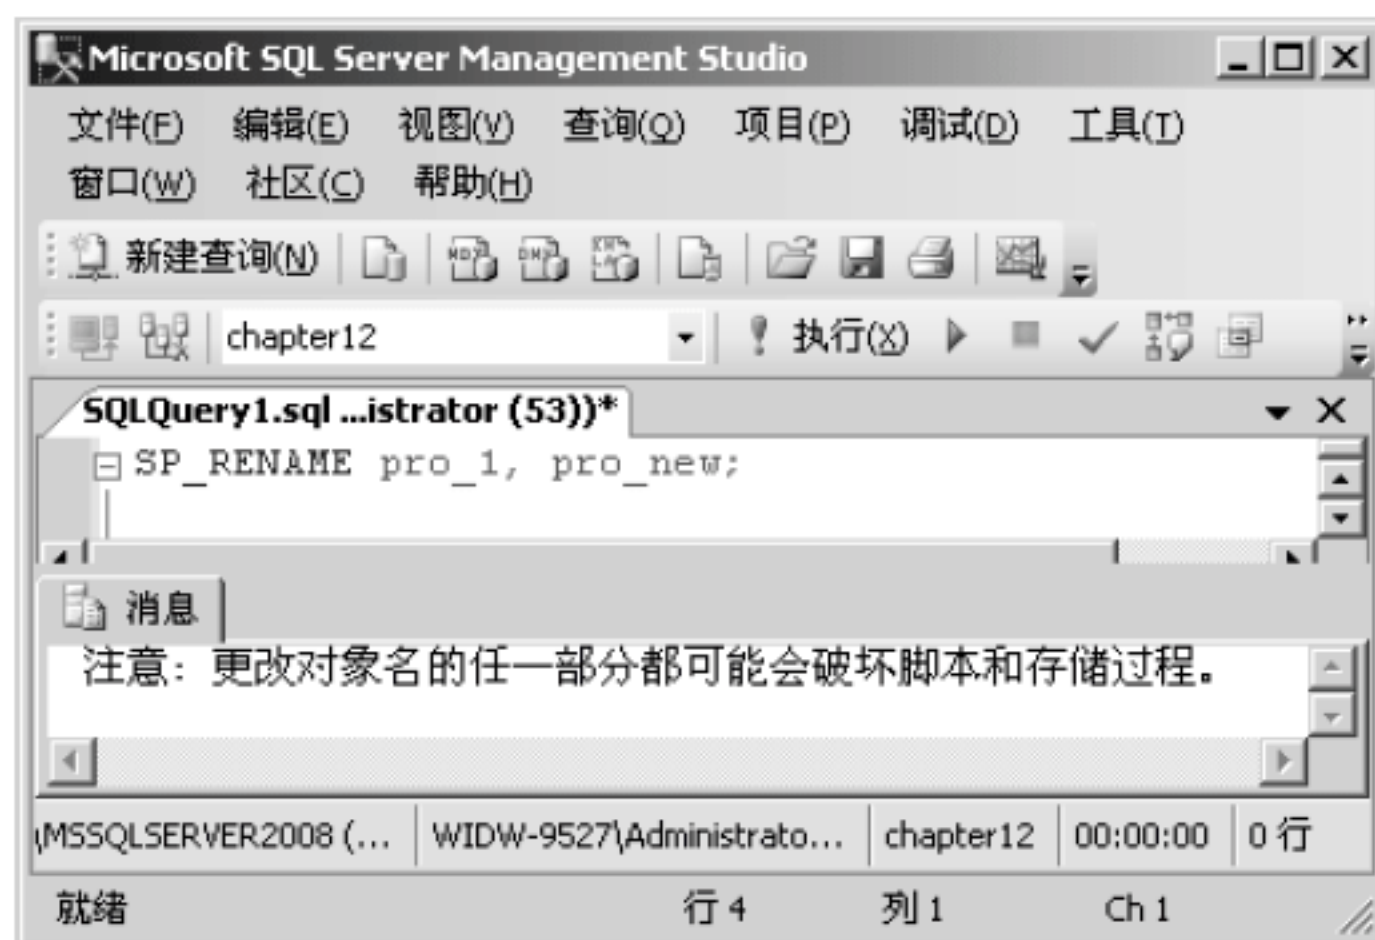 Microsoft SQL Server Management Studio
文件(F) 编辑(E) 视图(V) 查询(Q) 项目(P) 调试(D) 工具(T)
窗口(W) 社区(C) 帮助(H)
新建查询(N)
chapter12 执行(X)
SQLQuery1.sql ...istrator (53))*
SP_RENAME pro_1, pro_new;
消息
注意：更改对象名的任一部分都可能会破坏脚本和存储过程。
\MSSQLSERVER2008 (... WIDW-9527\Administrato... chapter12 00:00:00 0 行
就绪 行 4 列 1 Ch 1